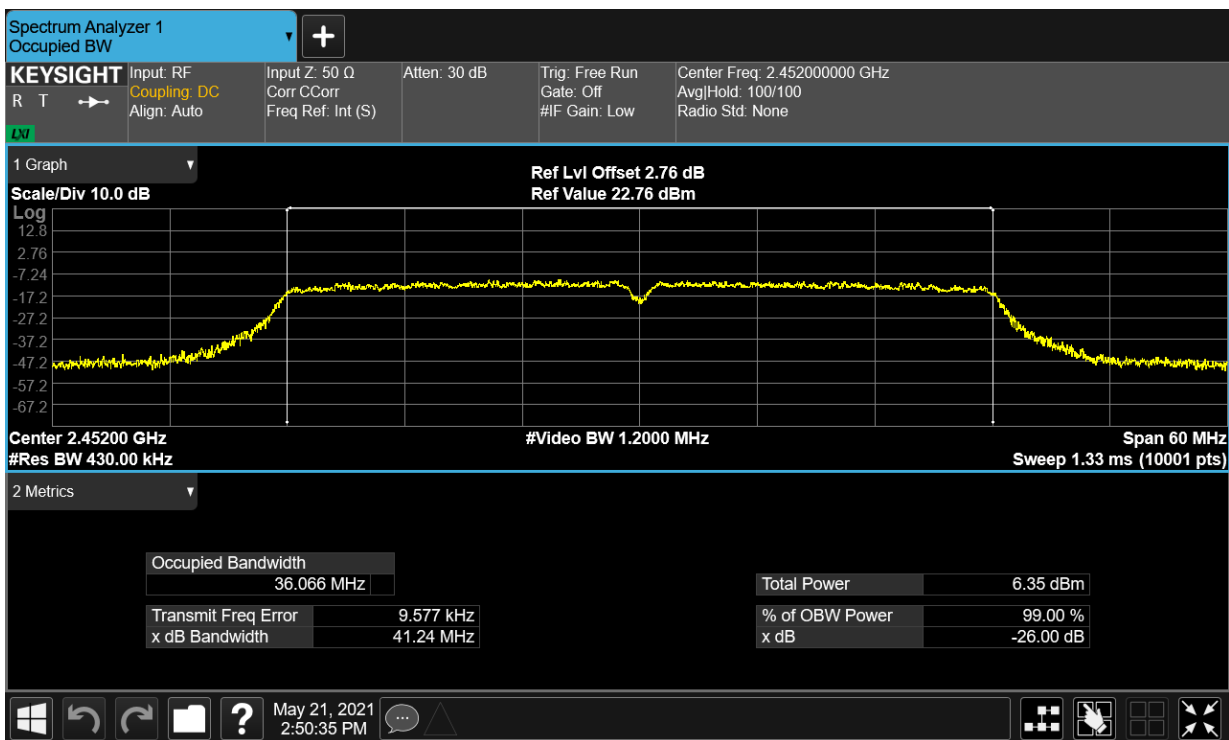 Spectrum Analyzer 1
Occupied BW
▼
+
KEYSIGHT
R T
LXI
Input: RF
Coupling: DC
Align: Auto
Input Z: 50 Ω
Corr CCorr
Freq Ref: Int (S)
Atten: 30 dB
Trig: Free Run
Gate: Off
#IF Gain: Low
Center Freq: 2.452000000 GHz
Avg|Hold: 100/100
Radio Std: None
1 Graph ▼
Scale/Div 10.0 dB
Ref Lvl Offset 2.76 dB
Ref Value 22.76 dBm
Log
12.8
2.76
-7.24
-17.2
-27.2
-37.2
-47.2
-57.2
-67.2
Center 2.45200 GHz
#Res BW 430.00 kHz
#Video BW 1.2000 MHz
Span 60 MHz
Sweep 1.33 ms (10001 pts)
2 Metrics ▼
Occupied Bandwidth
36.066 MHz
Transmit Freq Error 9.577 kHz
x dB Bandwidth 41.24 MHz
Total Power 6.35 dBm
% of OBW Power 99.00 %
x dB -26.00 dB
?
May 21, 2021
2:50:35 PM
...